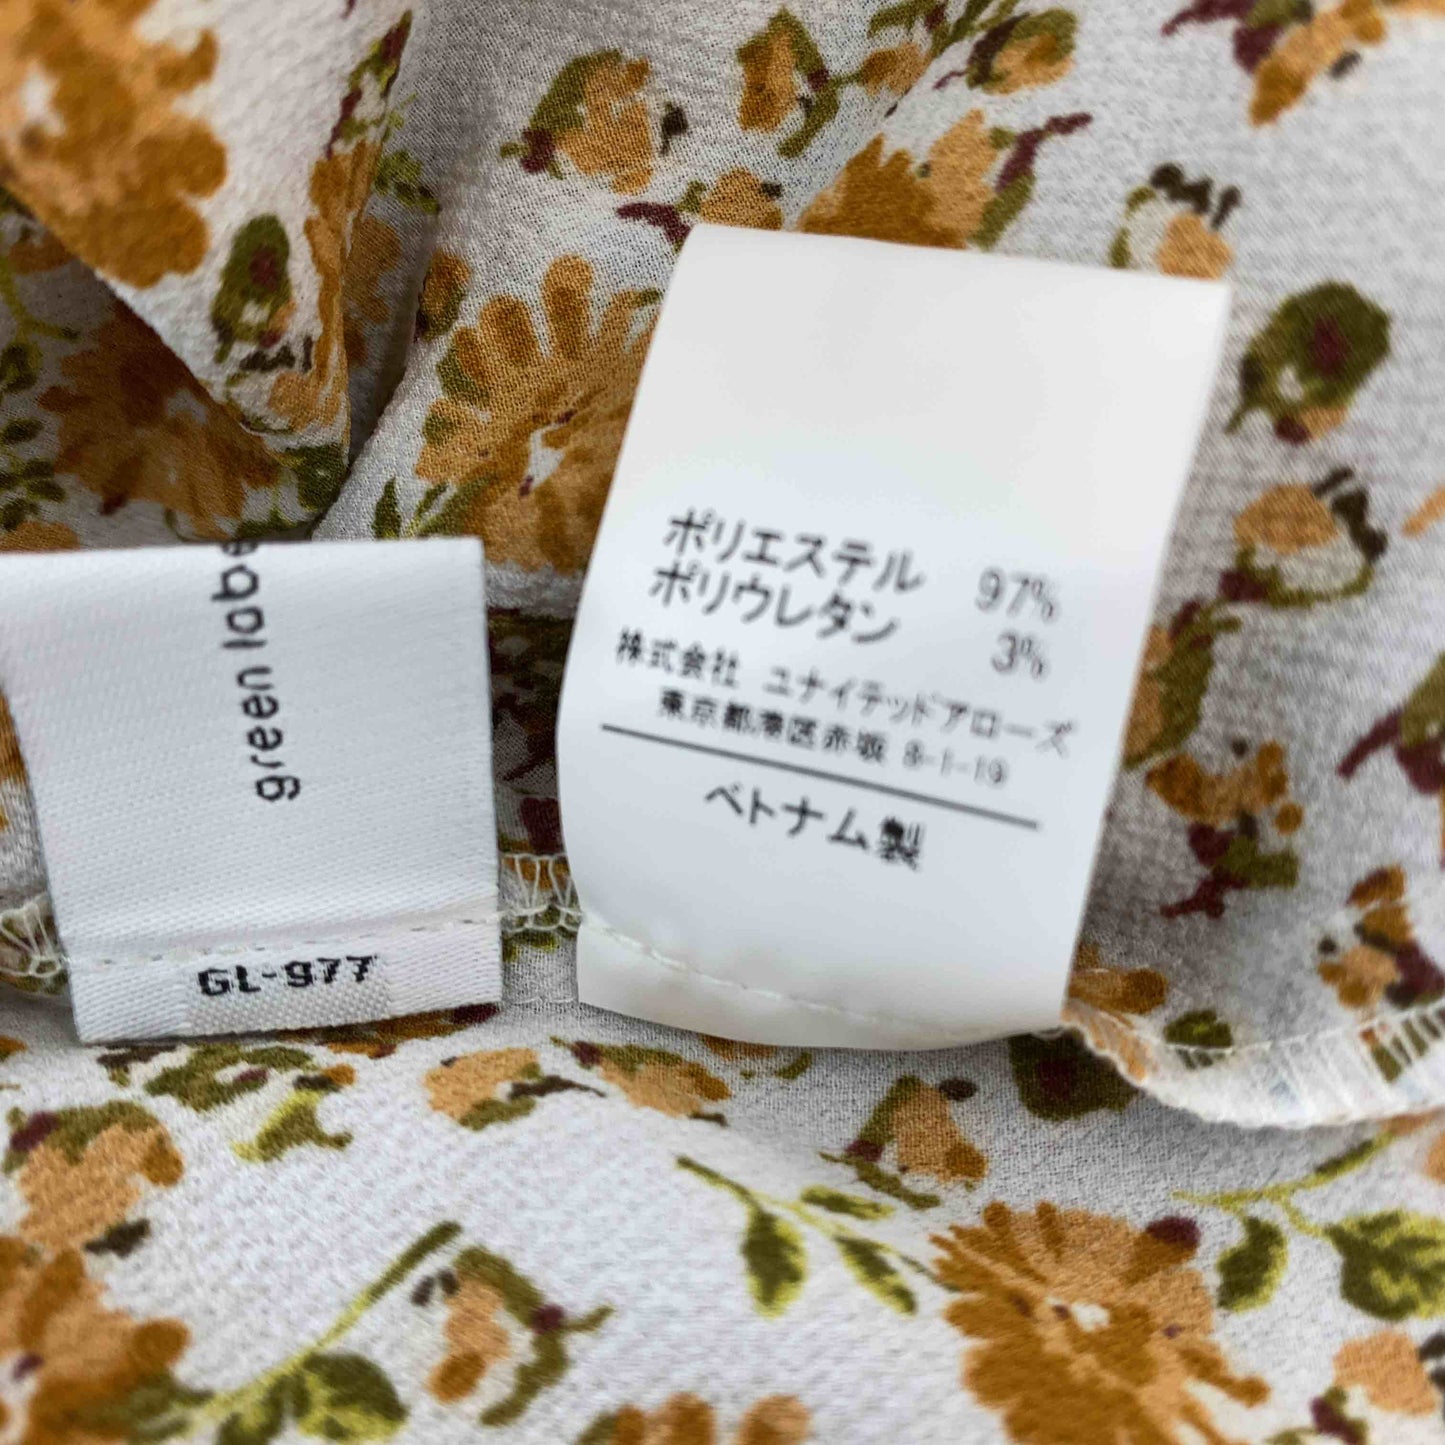 green labe
GL-977
ポリエステル 97%
ポリウレタン 3%
株式会社 ユナイテッドアローズ
東京都港区赤坂 8-1-19
ベトナム製